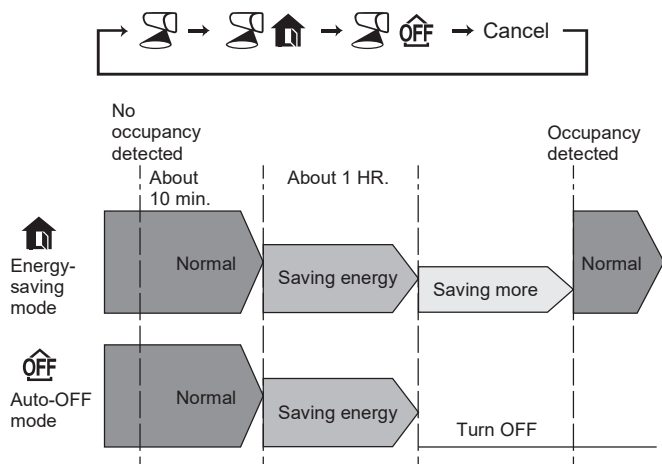 OFF
Cancel
No
occupancy
detected
Occupancy
detected
About
10 min.
About 1 HR.
Energy-
saving
mode
Normal
Saving energy
Saving more
Normal
OFF
Auto-OFF
mode
Normal
Saving energy
Turn OFF